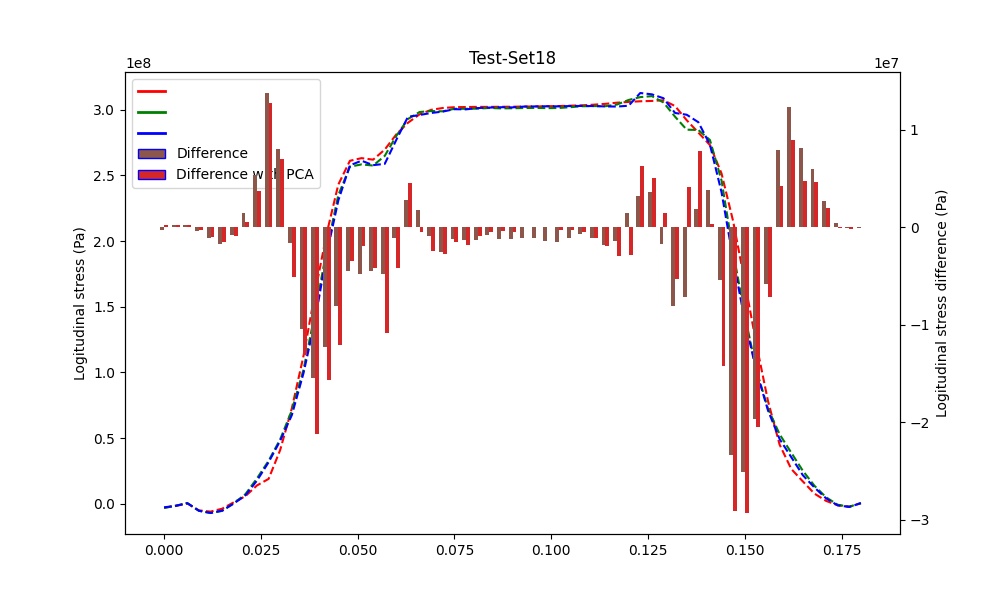 Test-Set18
1e8
1e7
Difference
Difference with PCA
Logitudinal stress (Pa)
Logitudinal stress difference (Pa)
3.0
2.5
2.0
1.5
1.0
0.5
0.0
1
0
−1
−2
−3
0.000 0.025 0.050 0.075 0.100 0.125 0.150 0.175